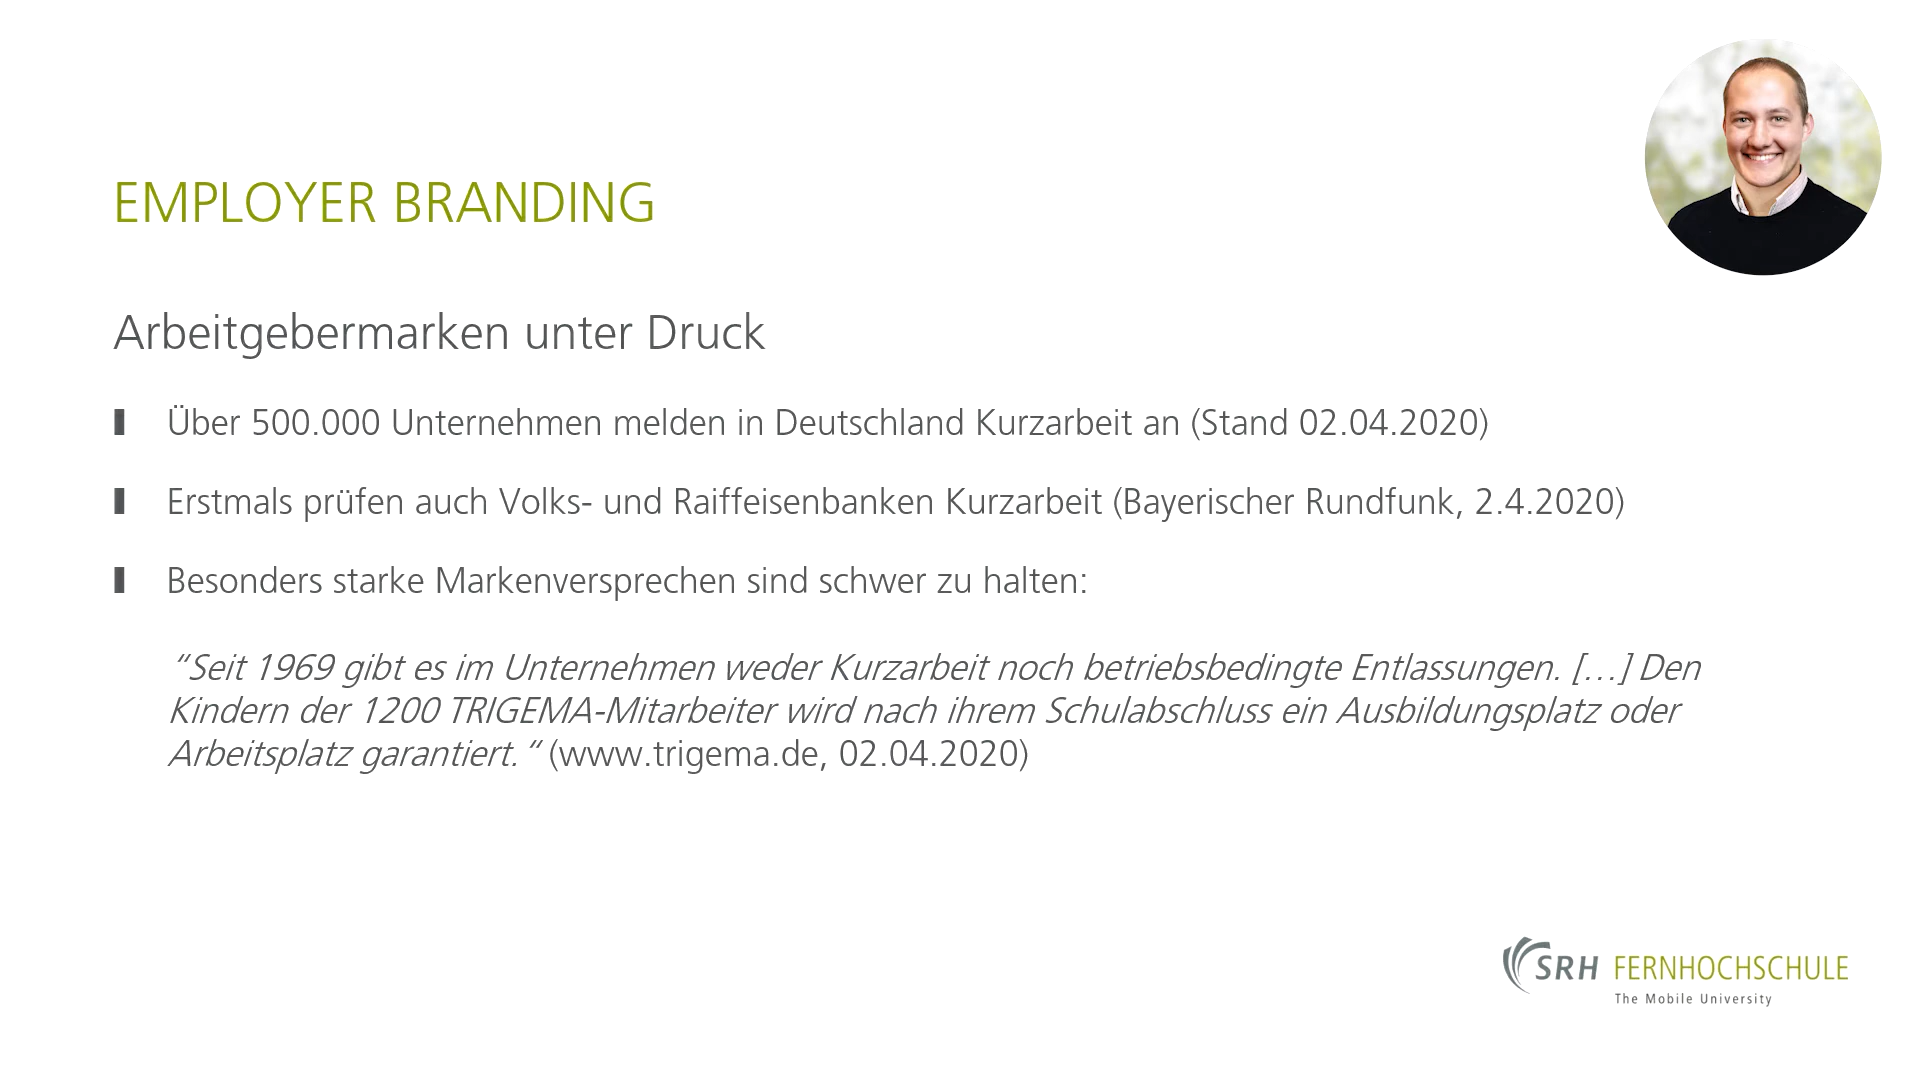 EMPLOYER BRANDING
Arbeitgebermarken unter Druck
Über 500.000 Unternehmen melden in Deutschland Kurzarbeit an (Stand 02.04.2020)
Erstmals prüfen auch Volks- und Raiffeisenbanken Kurzarbeit (Bayerischer Rundfunk, 2.4.2020)
Besonders starke Markenversprechen sind schwer zu halten:
“Seit 1969 gibt es im Unternehmen weder Kurzarbeit noch betriebsbedingte Entlassungen. […] Den
Kindern der 1200 TRIGEMA-Mitarbeiter wird nach ihrem Schulabschluss ein Ausbildungsplatz oder
Arbeitsplatz garantiert. “ (www.trigema.de, 02.04.2020)
SRH FERNHOCHSCHULE
The Mobile University